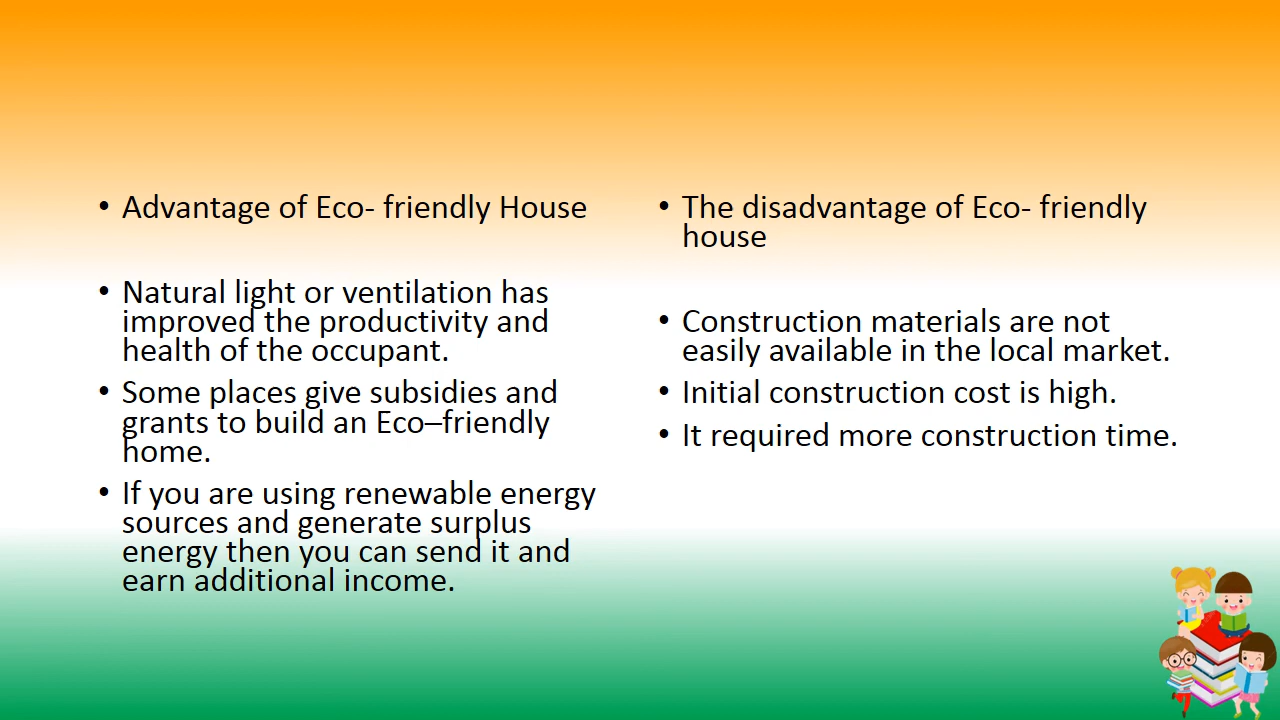 • Advantage of Eco- friendly House
• Natural light or ventilation has
improved the productivity and
health of the occupant.
• Some places give subsidies and
grants to build an Eco–friendly
home.
• If you are using renewable energy
sources and generate surplus
energy then you can send it and
earn additional income.
• The disadvantage of Eco- friendly
house
• Construction materials are not
easily available in the local market.
• Initial construction cost is high.
• It required more construction time.